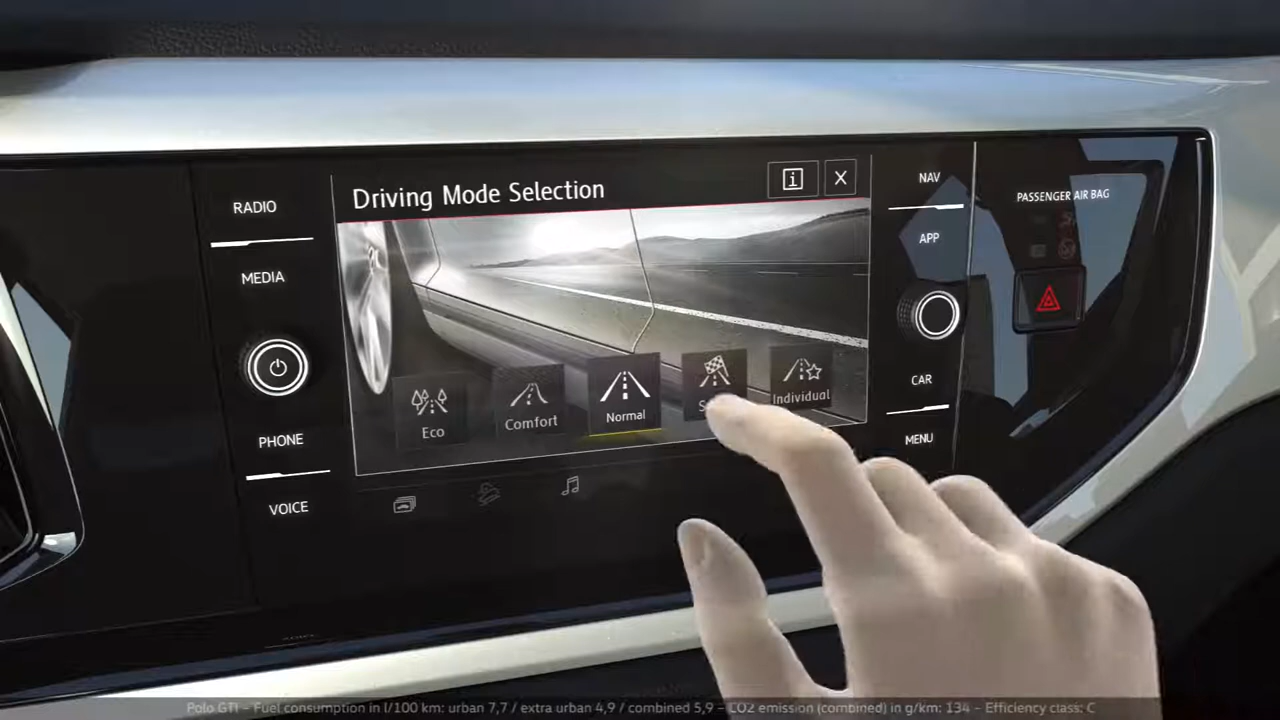 RADIO
MEDIA
PHONE
VOICE
Driving Mode Selection
i
X
Eco
Comfort
Normal
Individual
NAV
APP
CAR
MENU
PASSENGER AIR BAG
Polo GTI – Fuel consumption in l/100 km: urban 7,7 / extra urban 4,9 / combined 5,9 – CO2 emission (combined) in g/km: 134 – Efficiency class: C